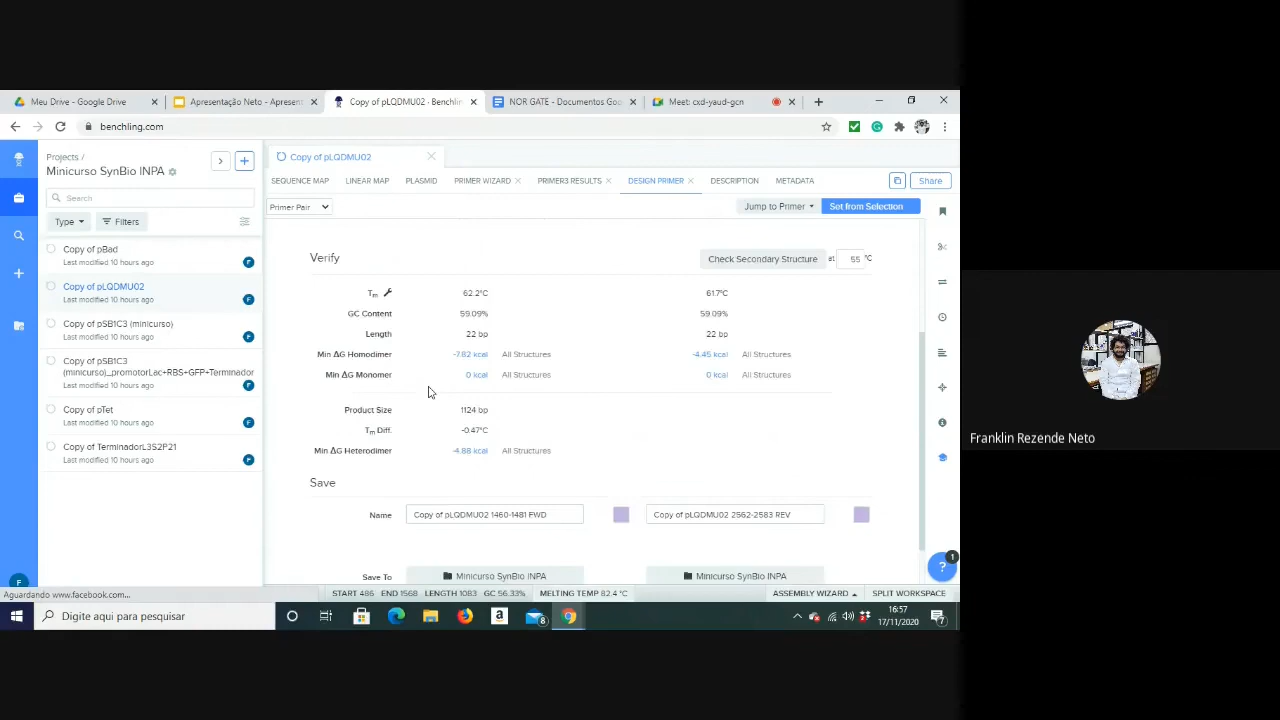 Meu Drive - Google Drive
Apresentação Neto - Apresen
Copy of pLQDMU02 · Benchlin
NOR GATE - Documentos Goo
Meet: cxd-yaud-gcn
benchling.com
Projects /
Minicurso SynBio INPA
Search
Type
Filters
Copy of pBad
Last modified 10 hours ago
F
Copy of pLQDMU02
Last modified 10 hours ago
F
Copy of pSB1C3 (minicurso)
Last modified 10 hours ago
F
Copy of pSB1C3
(minicurso)_promotorLac+RBS+GFP+Terminador
Last modified 10 hours ago
F
Copy of pTet
Last modified 10 hours ago
F
Copy of TerminadorL3S2P21
Last modified 10 hours ago
F
F
Aguardando www.facebook.com...
Copy of pLQDMU02
SEQUENCE MAP
LINEAR MAP
PLASMID
PRIMER WIZARD
PRIMER3 RESULTS
DESIGN PRIMER
DESCRIPTION
METADATA
Share
Primer Pair
Jump to Primer
Set from Selection
Verify
Check Secondary Structure at 55 °C
Tm 62.2°C 61.7°C
GC Content 59.09% 59.09%
Length 22 bp 22 bp
Min ΔG Homodimer -7.82 kcal All Structures -4.45 kcal All Structures
Min ΔG Monomer 0 kcal All Structures 0 kcal All Structures
Product Size 1124 bp
Tm Diff. -0.47°C
Min ΔG Heterodimer -4.88 kcal All Structures
Save
Name Copy of pLQDMU02 1460-1481 FWD Copy of pLQDMU02 2562-2583 REV
Save To Minicurso SynBio INPA Minicurso SynBio INPA
? 1
START 486 END 1568 LENGTH 1083 GC 56.33% MELTING TEMP 82.4 °C
ASSEMBLY WIZARD
SPLIT WORKSPACE
Digite aqui para pesquisar
8
16:57
17/11/2020
7
Franklin Rezende Neto